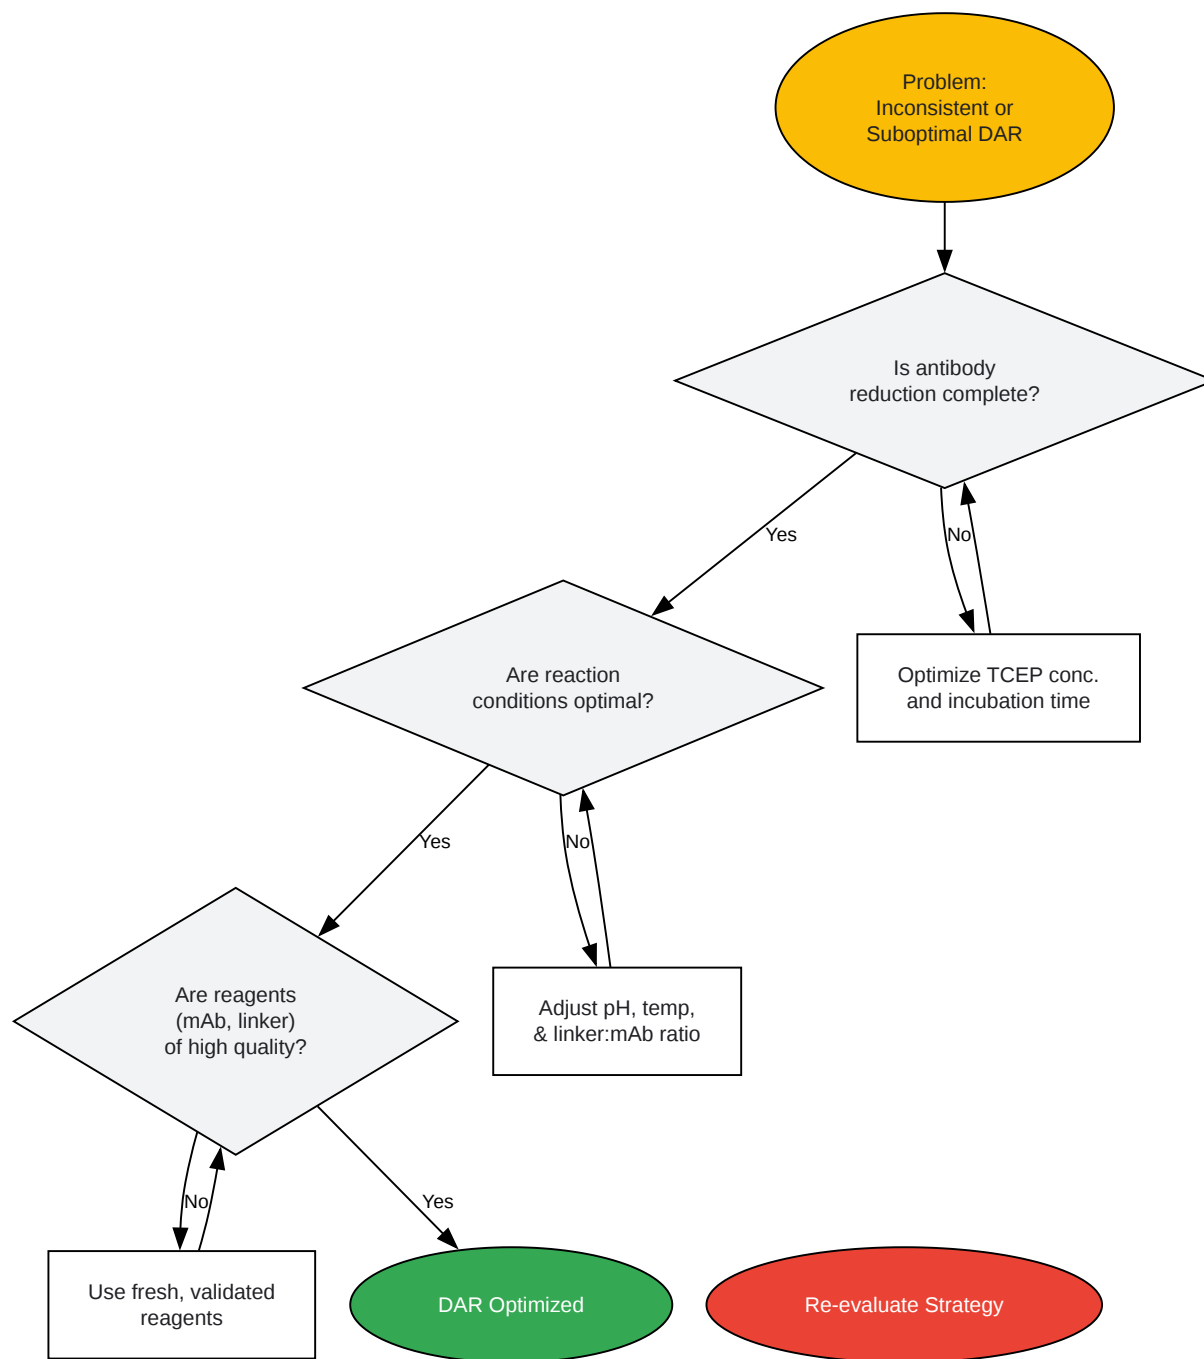 Problem:
Inconsistent or
Suboptimal DAR
Is antibody
reduction complete?
Yes
No
Optimize TCEP conc.
and incubation time
Are reaction
conditions optimal?
Yes
No
Adjust pH, temp,
& linker:mAb ratio
Are reagents
(mAb, linker)
of high quality?
No
Yes
Use fresh, validated
reagents
DAR Optimized
Re-evaluate Strategy